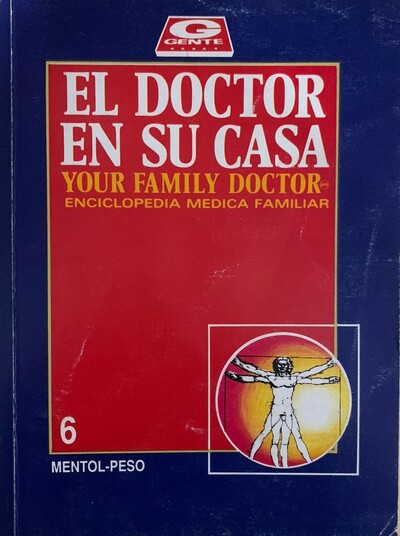 G
GENTE
EL DOCTOR
EN SU CASA
YOUR FAMILY DOCTOR
ENCICLOPEDIA MEDICA FAMILIAR
6
MENTOL-PESO